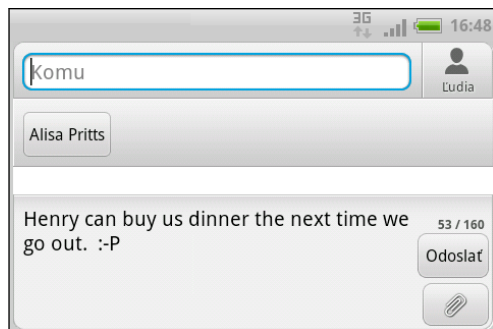 3G 16:48
Komu
Ľudia
Alisa Pritts
Henry can buy us dinner the next time we
go out.  :-P
53 / 160
Odoslať